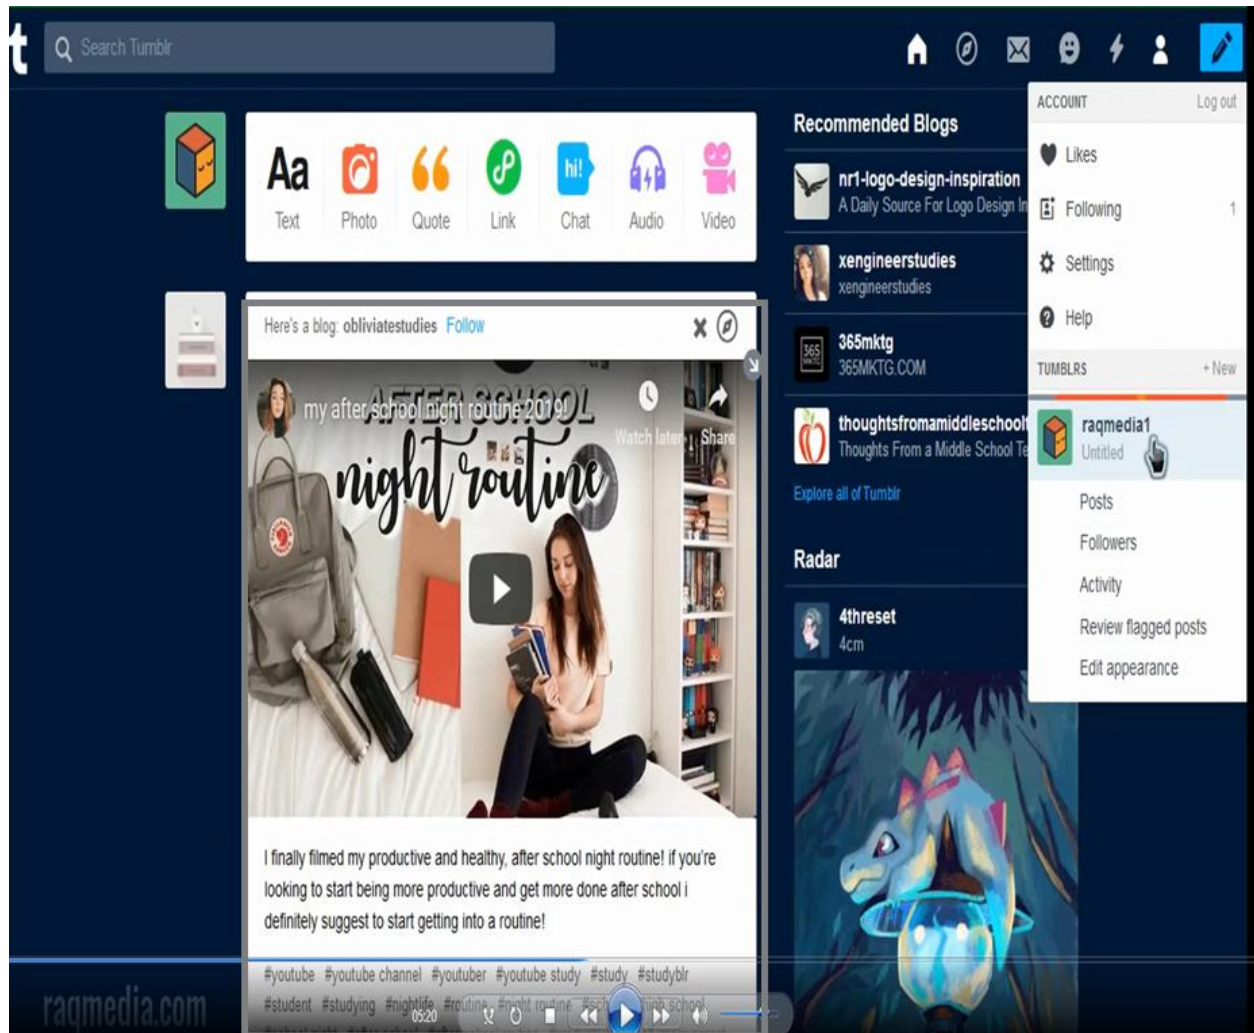 t
Search Tumblr
ACCOUNT Log out
Likes
Following 1
Settings
Help
TUMBLRS + New
raqmedia1
Untitled
Posts
Followers
Activity
Review flagged posts
Edit appearance
Aa
hi!
Text Photo Quote Link Chat Audio Video
Recommended Blogs
nr1-logo-design-inspiration
A Daily Source For Logo Design In
xengineerstudies
xengineerstudies
365
MKTG
365mktg
365MKTG.COM
thoughtsfromamiddleschoolt
Thoughts From a Middle School Te
Explore all of Tumblr
Radar
4threset
4cm
Here's a blog: obliviatestudies Follow
AFTER SCHOOL
my after school night routine 2019!
Watch later Share
night routine
I finally filmed my productive and healthy, after school night routine! if you're
looking to start being more productive and get more done after school i
definitely suggest to start getting into a routine!
#youtube #youtube channel #youtuber #youtube study #study #studyblr
#student #studying #nightlife #routine #night routine #school #high school
raqmedia.com
05:20